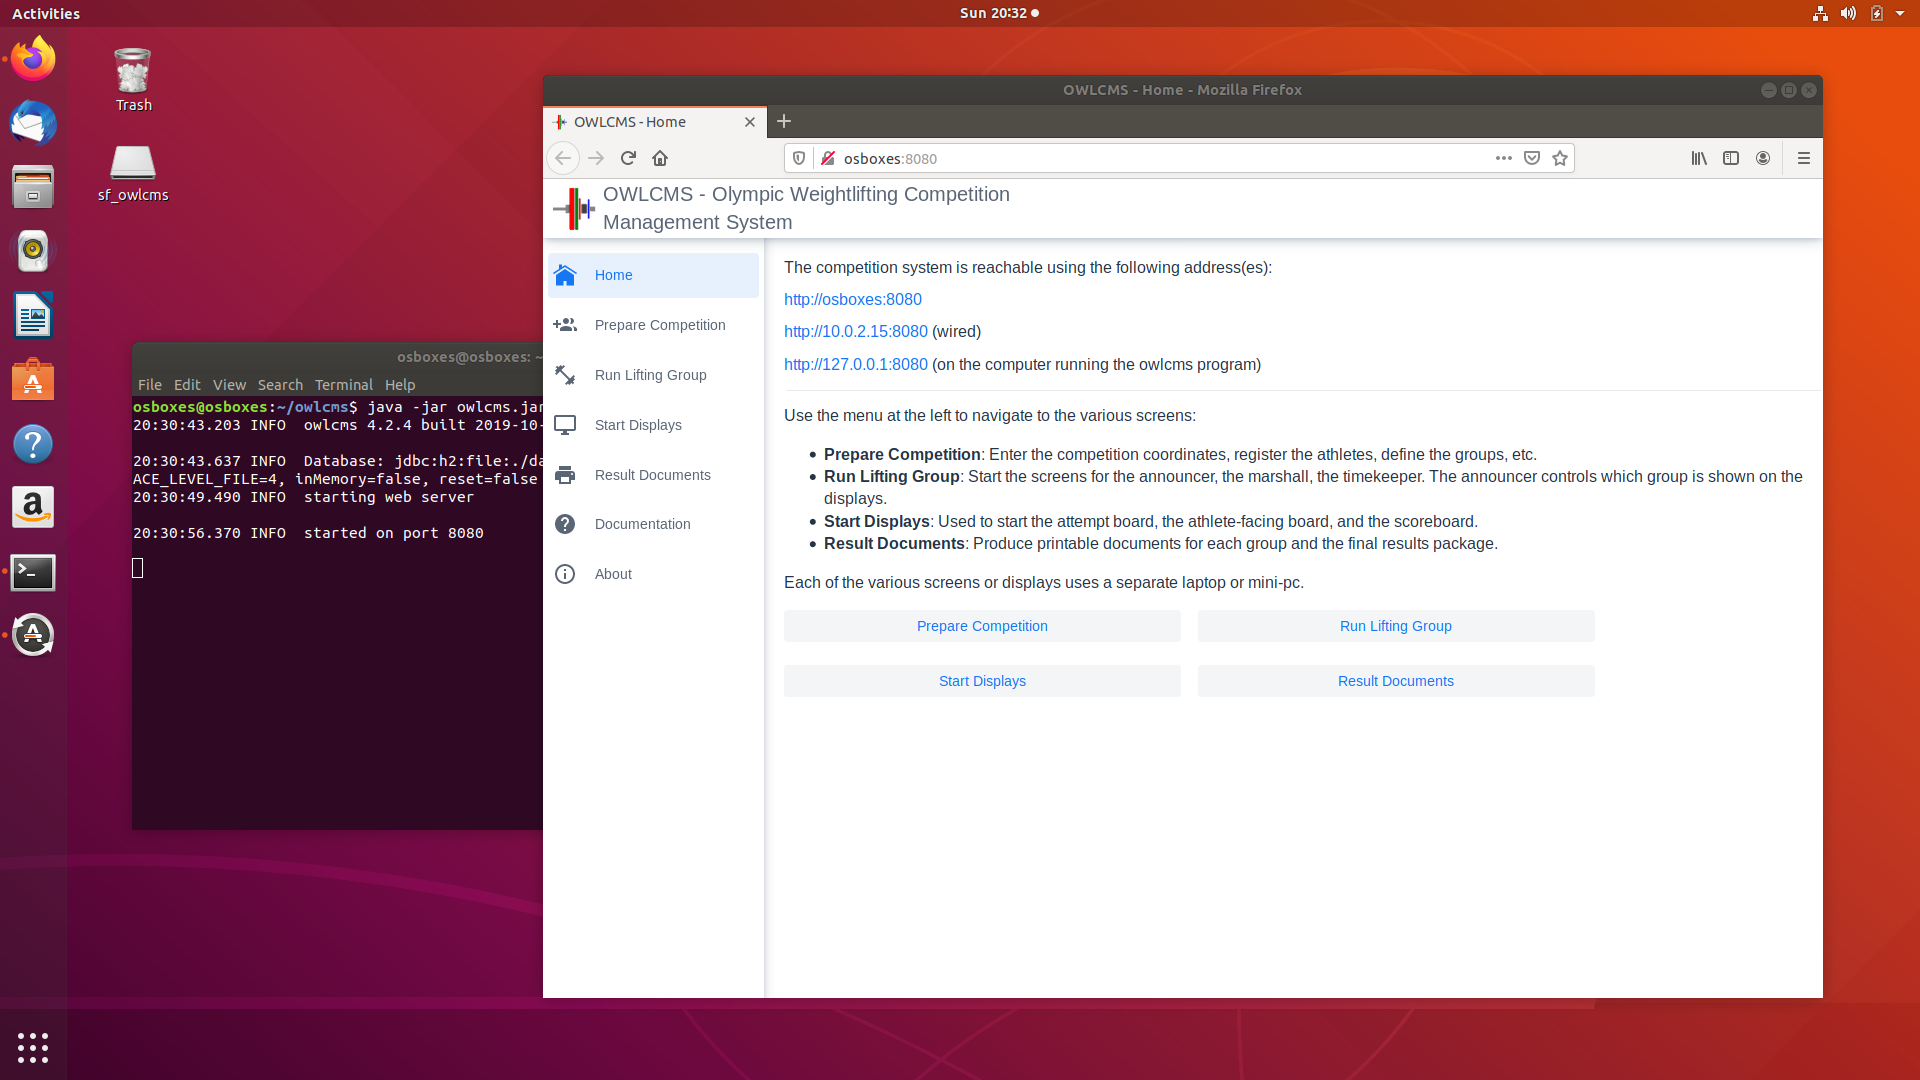 Activities
Sun 20:32
Trash
sf_owlcms
osboxes@osboxes: ~
File Edit View Search Terminal Help
osboxes@osboxes:~/owlcms$ java -jar owlcms.jar
20:30:43.203 INFO owlcms 4.2.4 built 2019-10-
20:30:43.637 INFO Database: jdbc:h2:file:./da
ACE_LEVEL_FILE=4, inMemory=false, reset=false
20:30:49.490 INFO starting web server
20:30:56.370 INFO started on port 8080
OWLCMS - Home - Mozilla Firefox
OWLCMS - Home
osboxes:8080
OWLCMS - Olympic Weightlifting Competition
Management System
Home
Prepare Competition
Run Lifting Group
Start Displays
Result Documents
Documentation
About
The competition system is reachable using the following address(es):
http://osboxes:8080
http://10.0.2.15:8080 (wired)
http://127.0.0.1:8080 (on the computer running the owlcms program)
Use the menu at the left to navigate to the various screens:
• Prepare Competition: Enter the competition coordinates, register the athletes, define the groups, etc.
• Run Lifting Group: Start the screens for the announcer, the marshall, the timekeeper. The announcer controls which group is shown on the
displays.
• Start Displays: Used to start the attempt board, the athlete-facing board, and the scoreboard.
• Result Documents: Produce printable documents for each group and the final results package.
Each of the various screens or displays uses a separate laptop or mini-pc.
Prepare Competition
Run Lifting Group
Start Displays
Result Documents